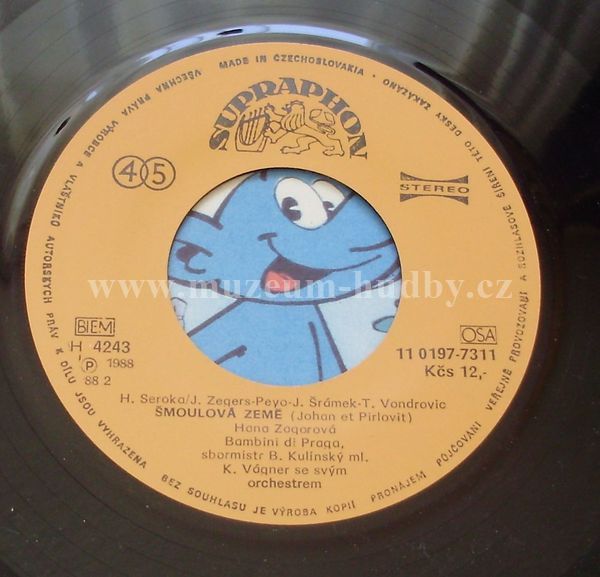 MADE IN CZECHOSLOVAKIA • ZAKÁZÁNO
VŠECHNA PRÁVA VÝROBCE A VLASTNÍKŮ AUTORSKÝCH PRÁV K DÍLU JSOU VYHRAZENA
BEZ SOUHLASU JE VÝROBA KOPIÍ PRONÁJEM PŮJČOVÁNÍ VEŘEJNÉ PROVOZOVÁNÍ A ROZHLASOVÉ ŠÍŘENÍ TÉTO DESKY
SUPRAPHON
45
STEREO
www.muzeum-hudby.cz
BIEM
OSA
H 4243
11 0197-7311
Ⓟ 1988
Kčs 12,-
88 2
H. Seroka/J. Zegers-Peyo-J. Šrámek-T. Vondrovic
ŠMOULOVÁ ZEMĚ (Johan et Pirlovit)
Hana Zagorová
Bambini di Praga,
sbormistr B. Kulínský ml.
K. Vágner se svým
orchestrem